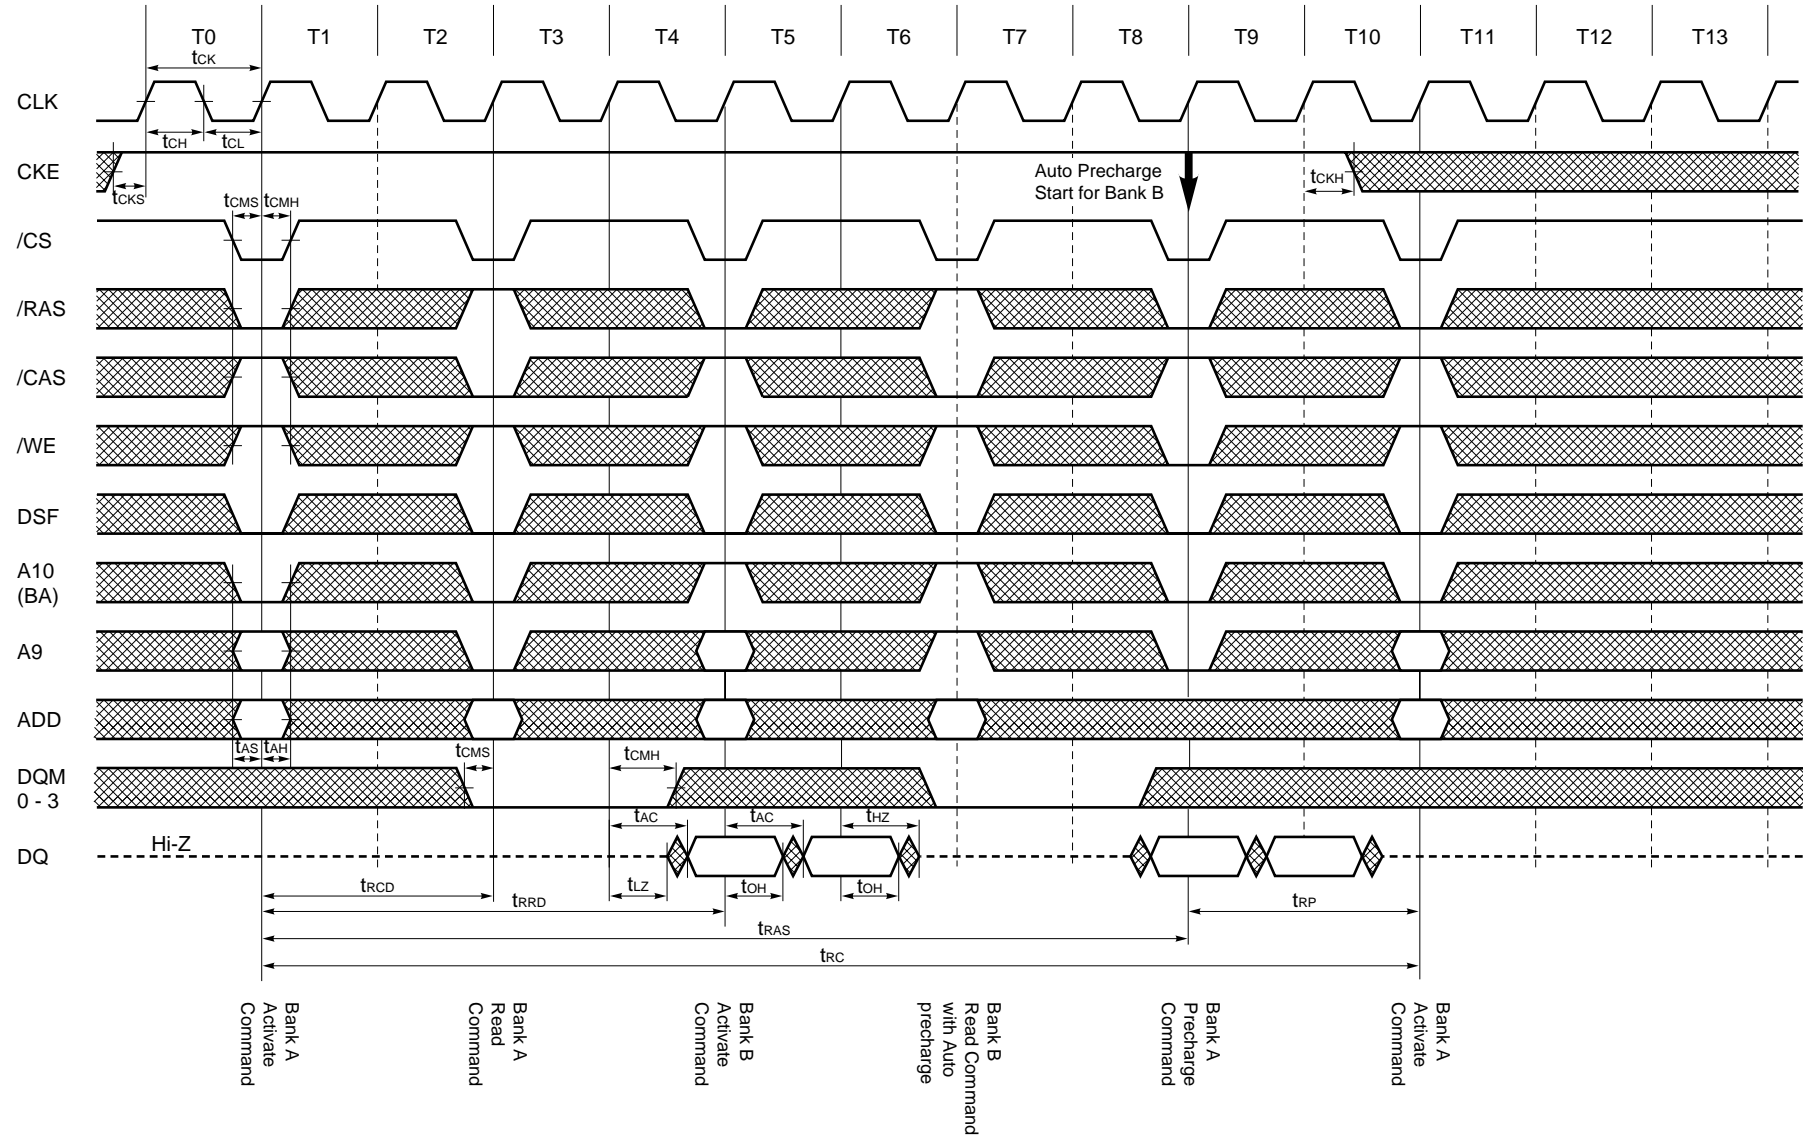 T0 T1 T2 T3 T4 T5 T6 T7 T8 T9 T10 T11 T12 T13
tCK
CLK
tCH tCL
CKE
Auto Precharge
Start for Bank B
tCKH
tCKS
tCMS tCMH
/CS
/RAS
/CAS
/WE
DSF
A10
(BA)
A9
ADD
tAS tAH
tCMS
tCMH
DQM
0 - 3
tAC tAC tHZ
Hi-Z
DQ
tRCD
tLZ tOH tOH
tRRD
tRP
tRAS
tRC
Bank A
Activate
Command
Bank A
Read
Command
Bank B
Activate
Command
Bank B
Read Command
with Auto
precharge
Bank A
Precharge
Command
Bank A
Activate
Command